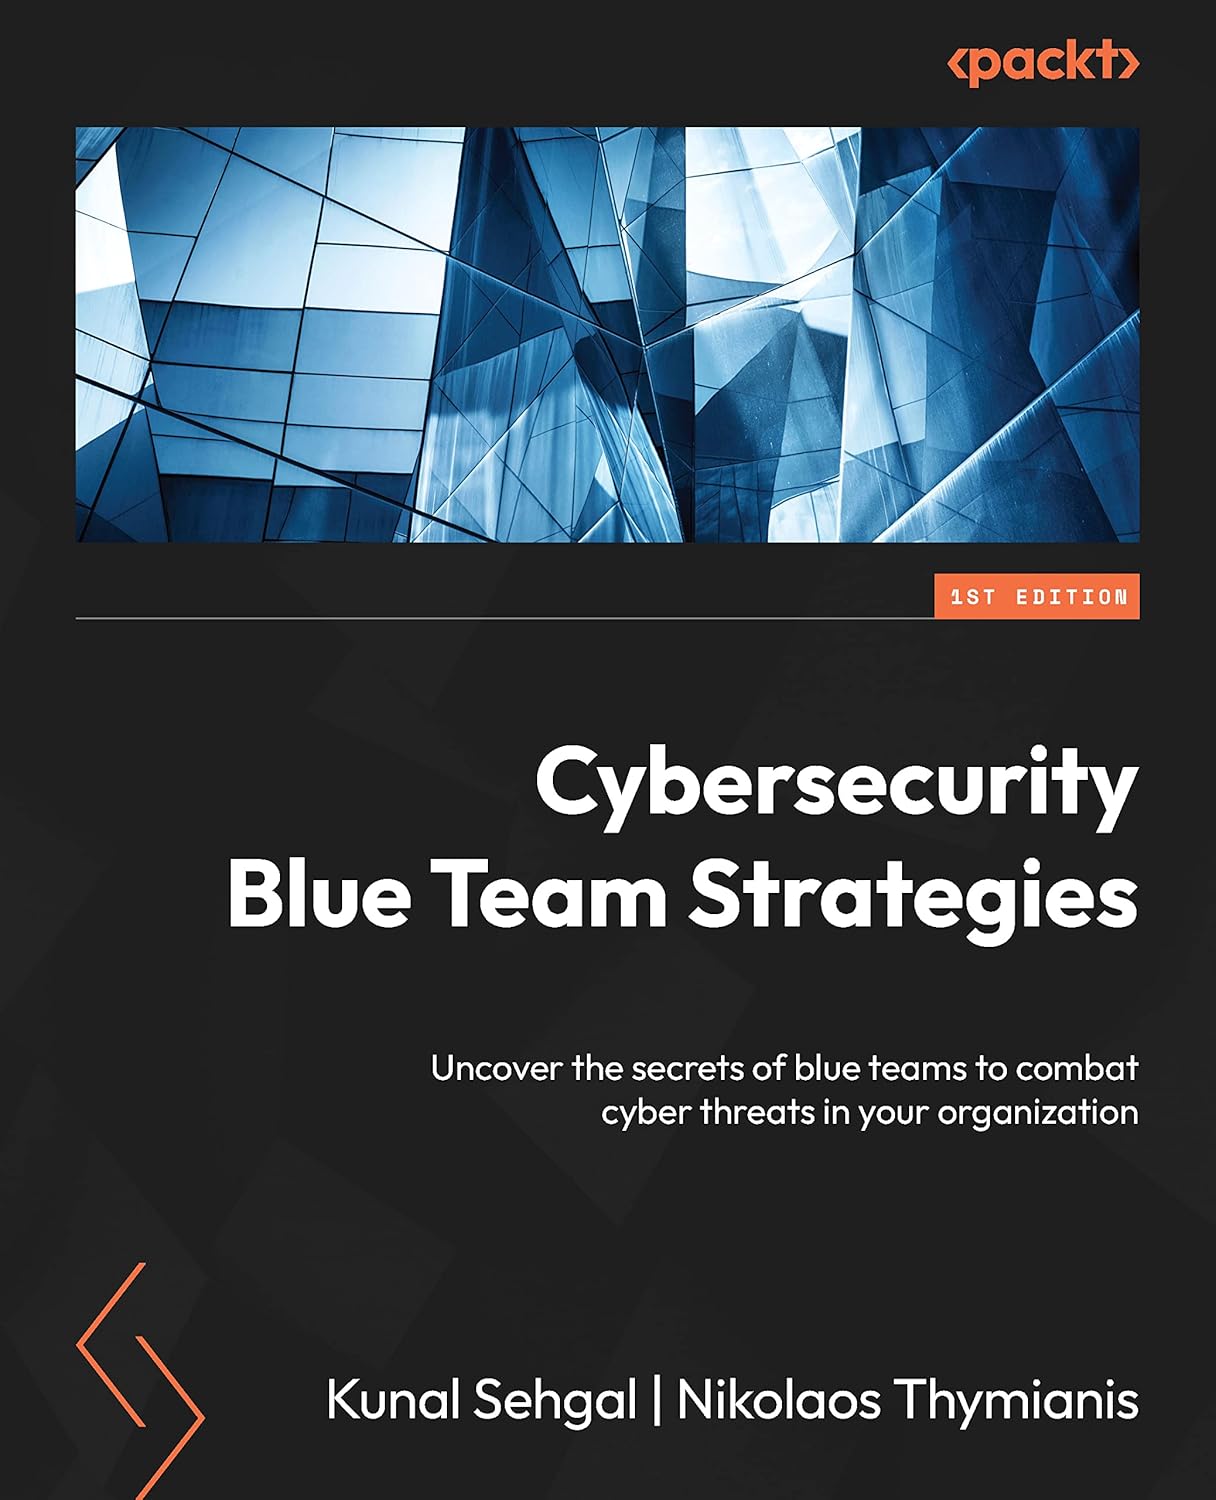 <packt>
1ST EDITION
Cybersecurity
Blue Team Strategies
Uncover the secrets of blue teams to combat
cyber threats in your organization
Kunal Sehgal | Nikolaos Thymianis